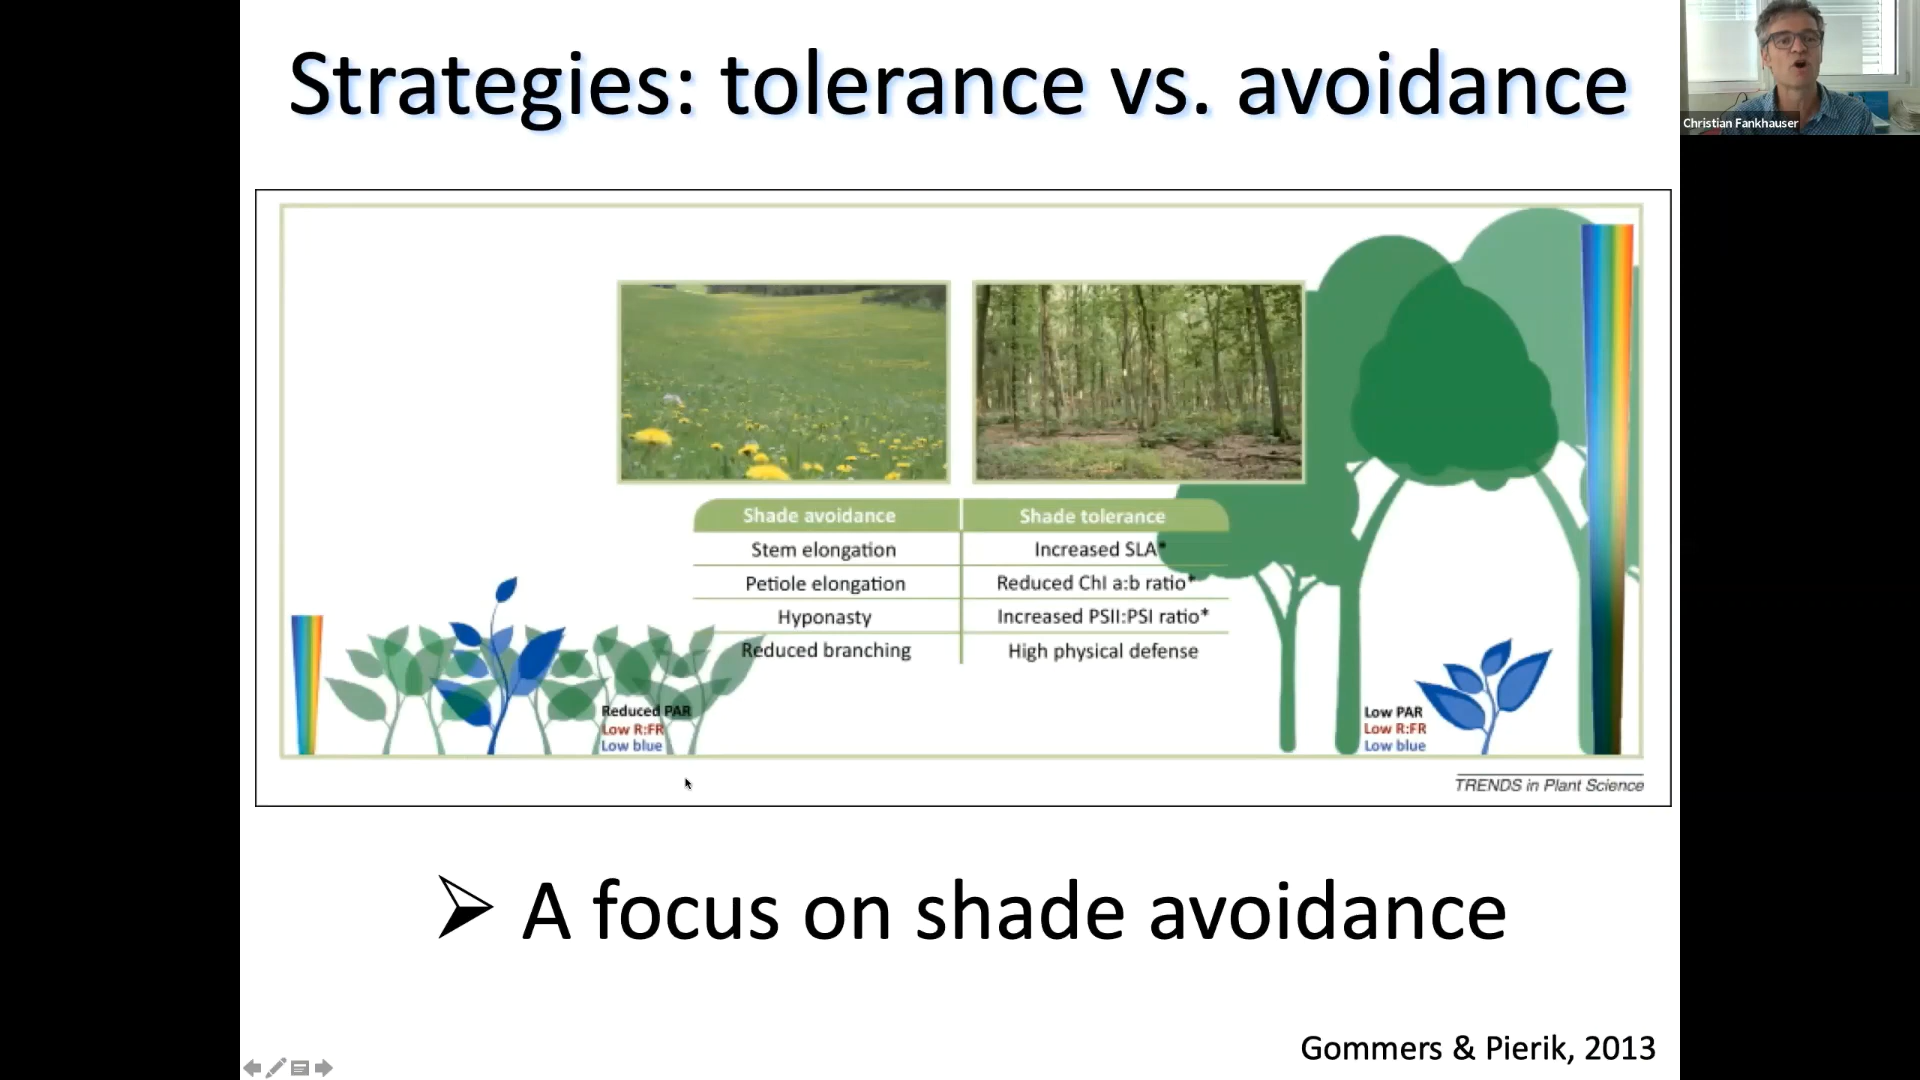 Strategies: tolerance vs. avoidance
Christian Fankhauser
Shade avoidance Shade tolerance
Stem elongation Increased SLA*
Petiole elongation Reduced Chl a:b ratio*
Hyponasty Increased PSII:PSI ratio*
Reduced branching High physical defense
Reduced PAR
Low R:FR
Low blue
Low PAR
Low R:FR
Low blue
TRENDS in Plant Science
➢ A focus on shade avoidance
Gommers & Pierik, 2013